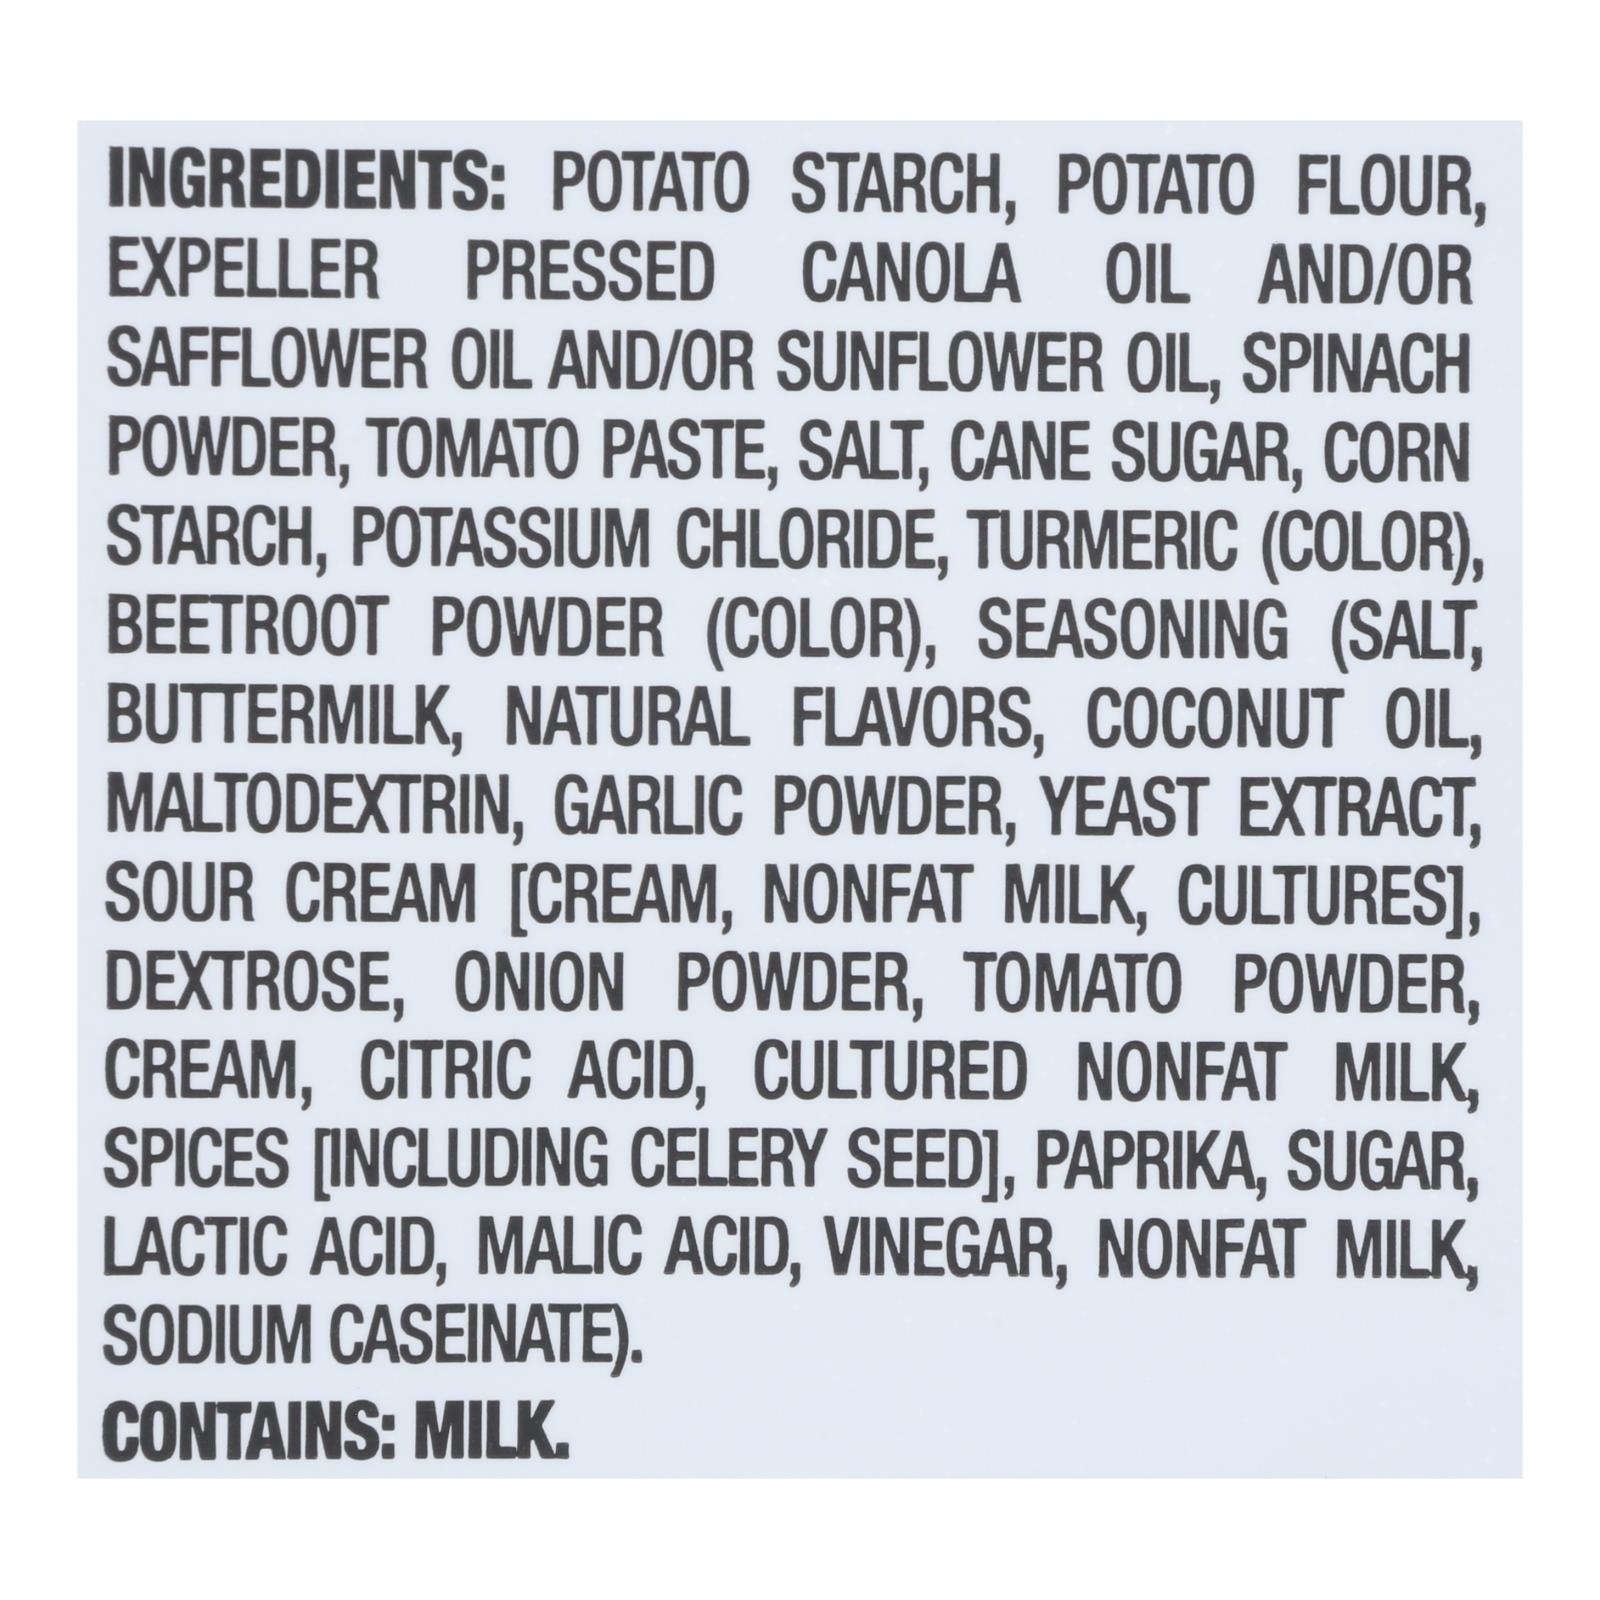 INGREDIENTS: POTATO STARCH, POTATO FLOUR,
EXPELLER PRESSED CANOLA OIL AND/OR
SAFFLOWER OIL AND/OR SUNFLOWER OIL, SPINACH
POWDER, TOMATO PASTE, SALT, CANE SUGAR, CORN
STARCH, POTASSIUM CHLORIDE, TURMERIC (COLOR),
BEETROOT POWDER (COLOR), SEASONING (SALT,
BUTTERMILK, NATURAL FLAVORS, COCONUT OIL,
MALTODEXTRIN, GARLIC POWDER, YEAST EXTRACT,
SOUR CREAM [CREAM, NONFAT MILK, CULTURES],
DEXTROSE, ONION POWDER, TOMATO POWDER,
CREAM, CITRIC ACID, CULTURED NONFAT MILK,
SPICES [INCLUDING CELERY SEED], PAPRIKA, SUGAR,
LACTIC ACID, MALIC ACID, VINEGAR, NONFAT MILK,
SODIUM CASEINATE).
CONTAINS: MILK.